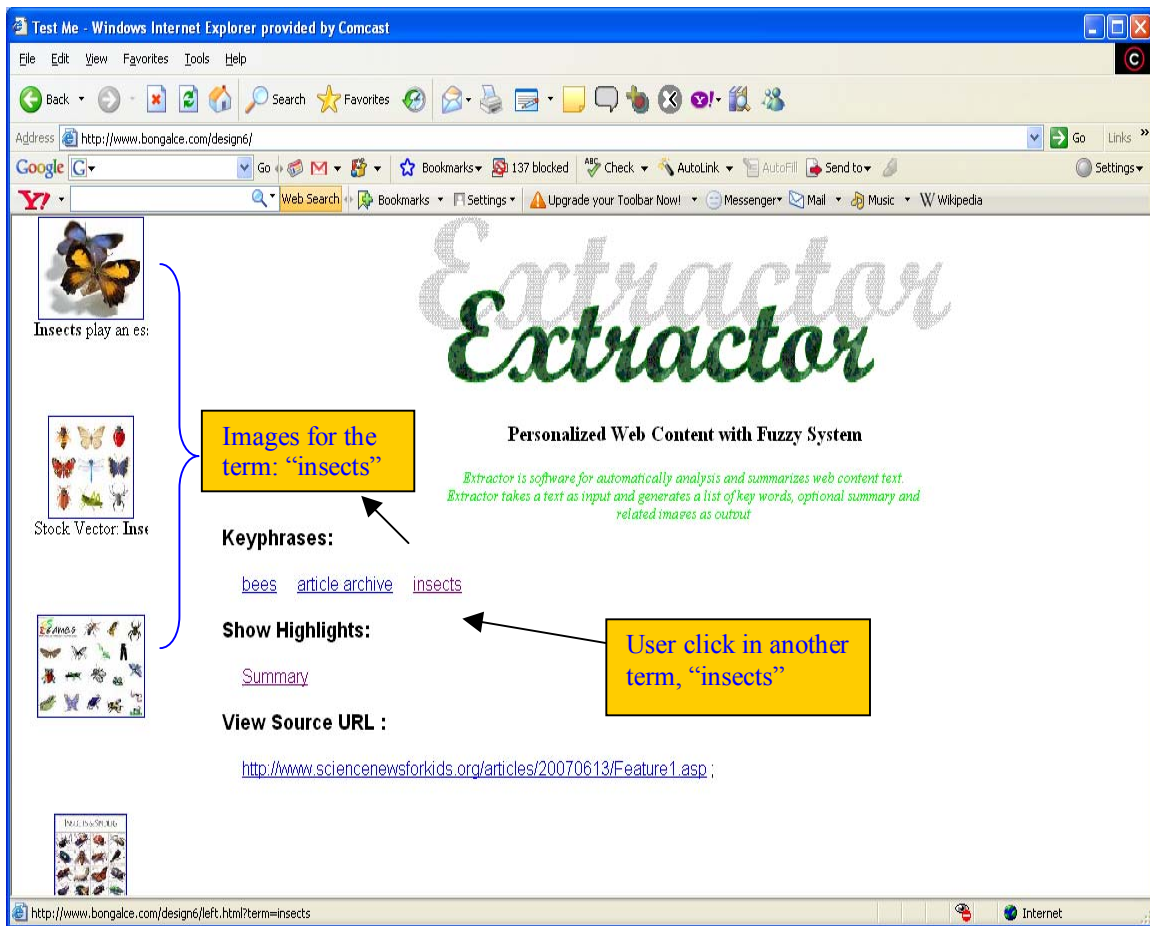 Test Me - Windows Internet Explorer provided by Comcast
File Edit View Favorites Tools Help
Back Search Favorites
Address http://www.bongalce.com/design6/ Go Links »
Google G Go Bookmarks 137 blocked Check AutoLink AutoFill Send to Settings
Y! Web Search Bookmarks Settings Upgrade your Toolbar Now! Messenger Mail Music W Wikipedia
Insects play an es:
Stock Vector: Inse
Extractor
Extractor
Images for the
term: “insects”
Personalized Web Content with Fuzzy System
Extractor is software for automatically analysis and summarizes web content text.
Extractor takes a text as input and generates a list of key words, optional summary and
related images as output
Keyphrases:
bees article archive insects
Show Highlights:
User click in another
term, “insects”
Summary
View Source URL :
http://www.sciencenewsforkids.org/articles/20070613/Feature1.asp ;
http://www.bongalce.com/design6/left.html?term=insects Internet